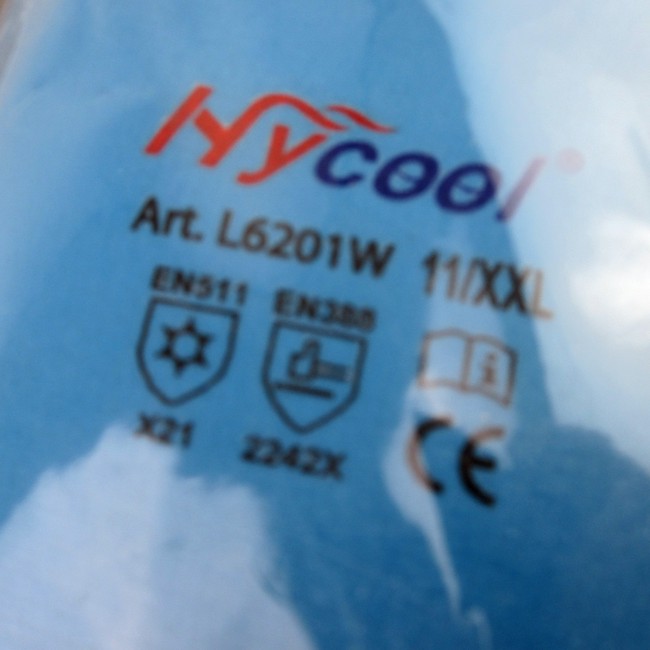 Hycool®
Art. L6201W 11/XXL
EN511 EN388
i
X21 2242X
CE